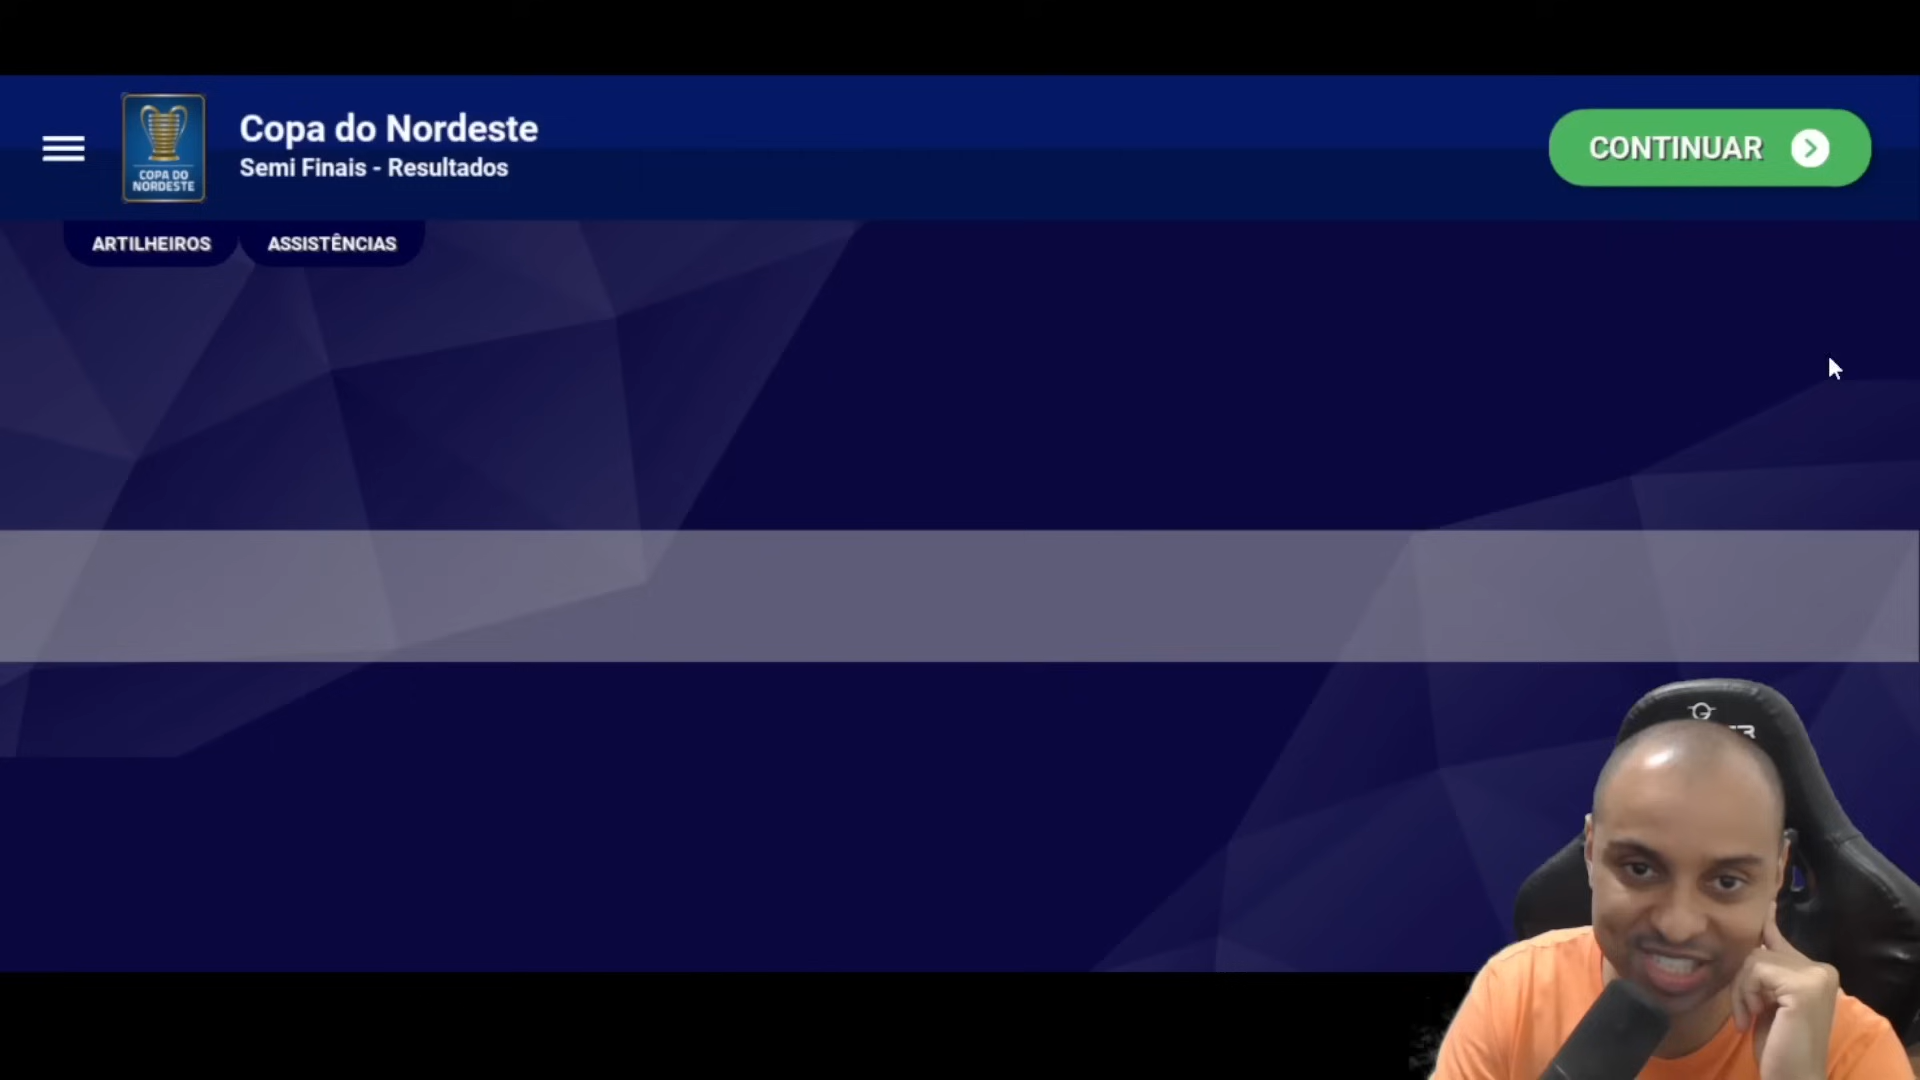 Copa do Nordeste
Semi Finais - Resultados
COPA DO
NORDESTE
CONTINUAR
ARTILHEIROS
ASSISTÊNCIAS